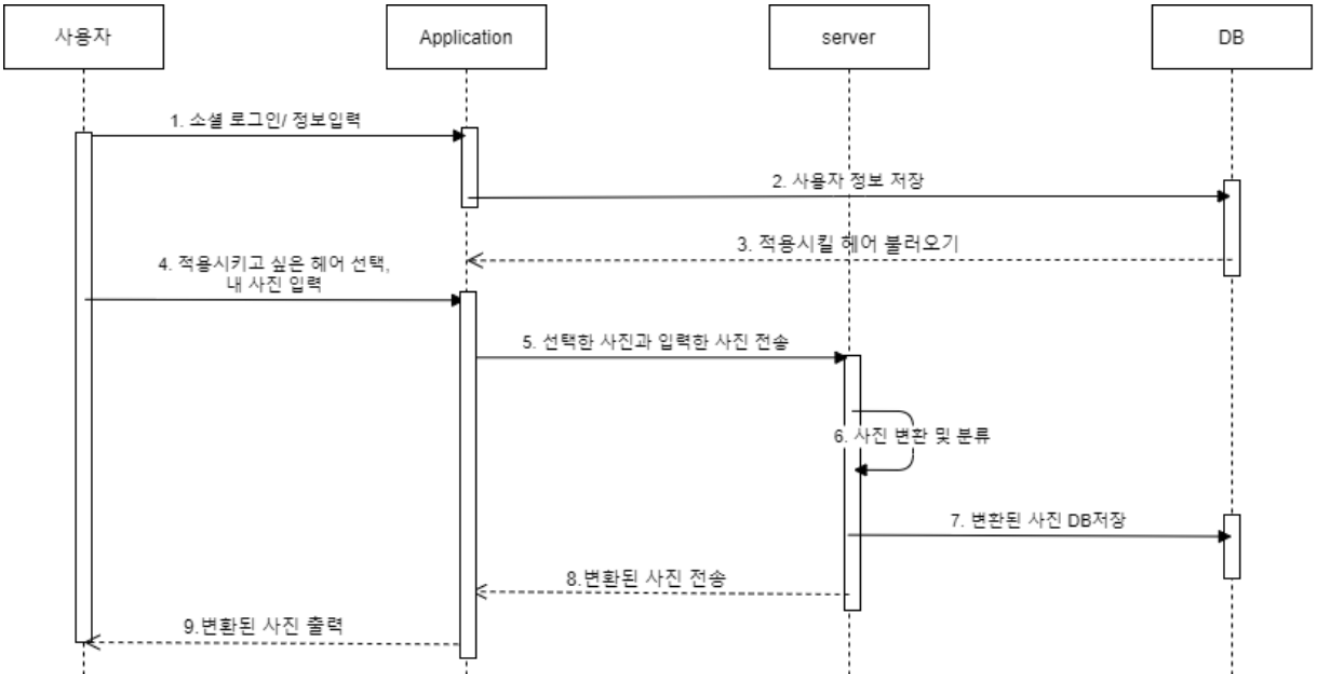 사용자
Application
server
DB
1. 소셜 로그인/ 정보입력
2. 사용자 정보 저장
3. 적용시킬 헤어 불러오기
4. 적용시키고 싶은 헤어 선택,
내 사진 입력
5. 선택한 사진과 입력한 사진 전송
6. 사진 변환 및 분류
7. 변환된 사진 DB저장
8.변환된 사진 전송
9.변환된 사진 출력